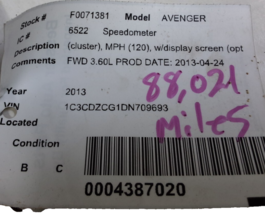 Stock # F0071381 Model AVENGER
IC # 6522 Speedometer
Description (cluster), MPH (120), w/display screen (opt
Comments FWD 3.60L PROD DATE: 2013-04-24
Year 2013
88,021
VIN 1C3CDZCG1DN709693
Miles
Located
Condition
B C
0004387020